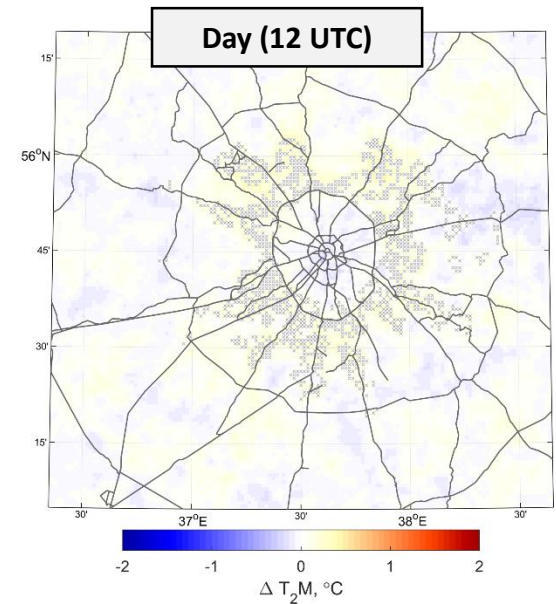 Day (12 UTC)
15'
56°N
45'
30'
15'
30' 37°E 30' 38°E 30'
-2 -1 0 1 2
Δ T₂M, °C